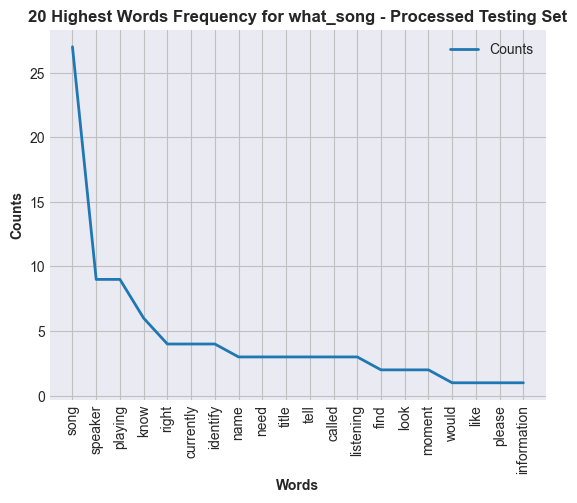 20 Highest Words Frequency for what_song - Processed Testing Set
Counts
25
20
15
10
5
0
Counts
song
speaker
playing
know
right
currently
identify
name
need
title
tell
called
listening
find
look
moment
would
like
please
information
Words